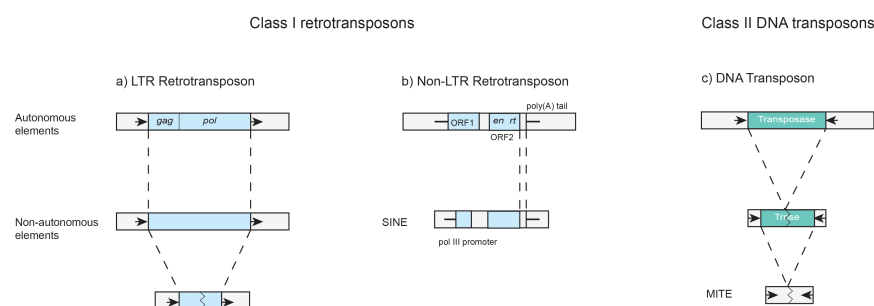 Class I retrotransposons
Class II DNA transposons
a) LTR Retrotransposon
b) Non-LTR Retrotransposon
c) DNA Transposon
Autonomous
elements
gag pol
poly(A) tail
ORF1 en rt
ORF2
Transposase
Non-autonomous
elements
SINE
pol III promoter
MITE